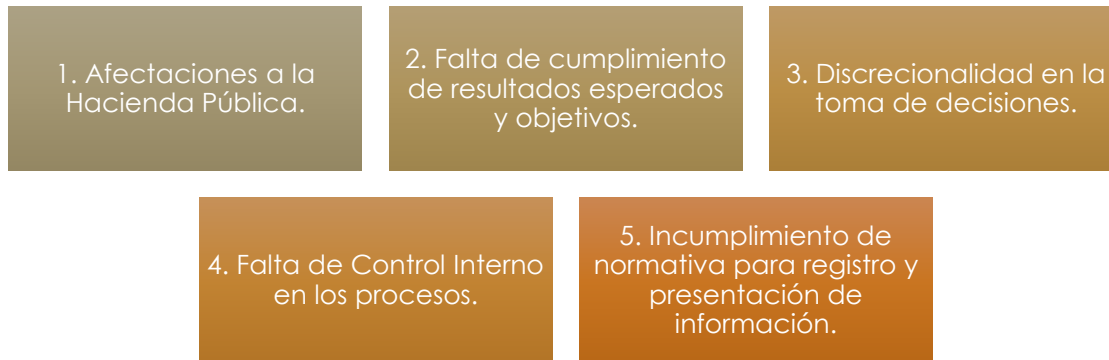 1. Afectaciones a la
Hacienda Pública.
2. Falta de cumplimiento
de resultados esperados
y objetivos.
3. Discrecionalidad en la
toma de decisiones.
4. Falta de Control Interno
en los procesos.
5. Incumplimiento de
normativa para registro y
presentación de
información.